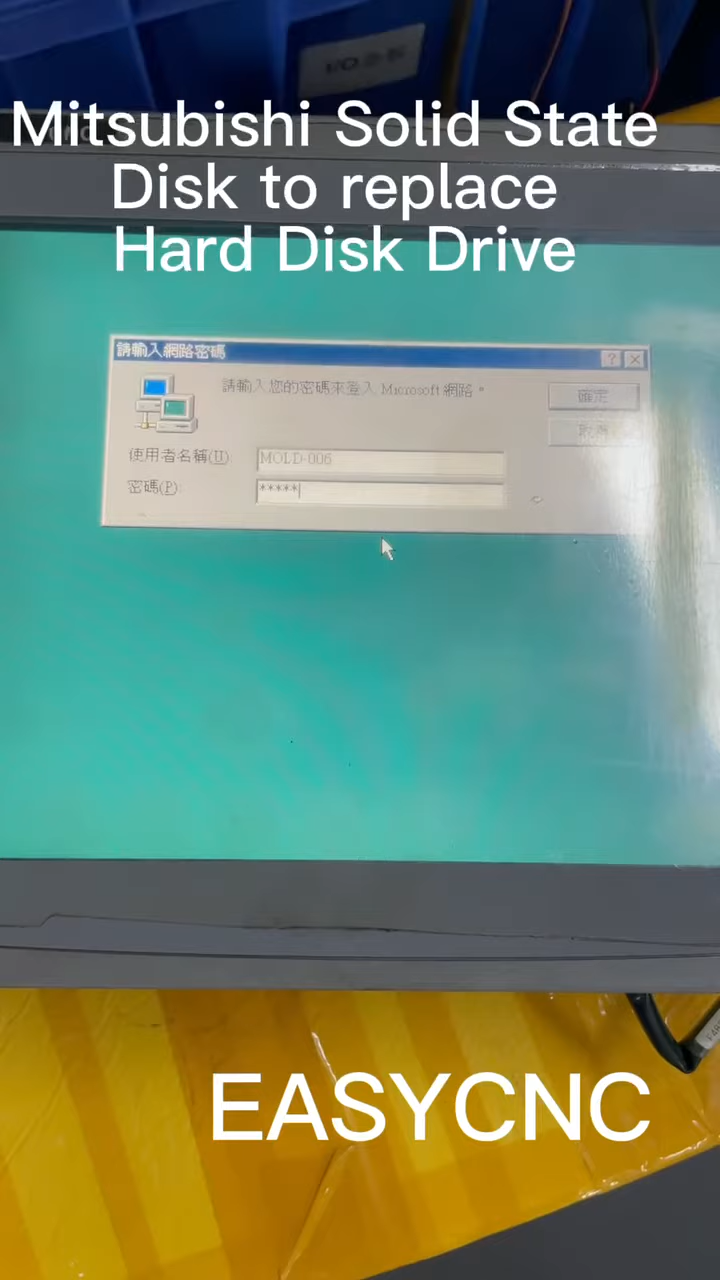 Mitsubishi Solid State
Disk to replace
Hard Disk Drive
請輸入網路密碼
請輸入您的密碼來登入 Microsoft 網路。
確定
取消
使用者名稱(U):
MOLD-006
密碼(P):
*****
EASYCNC